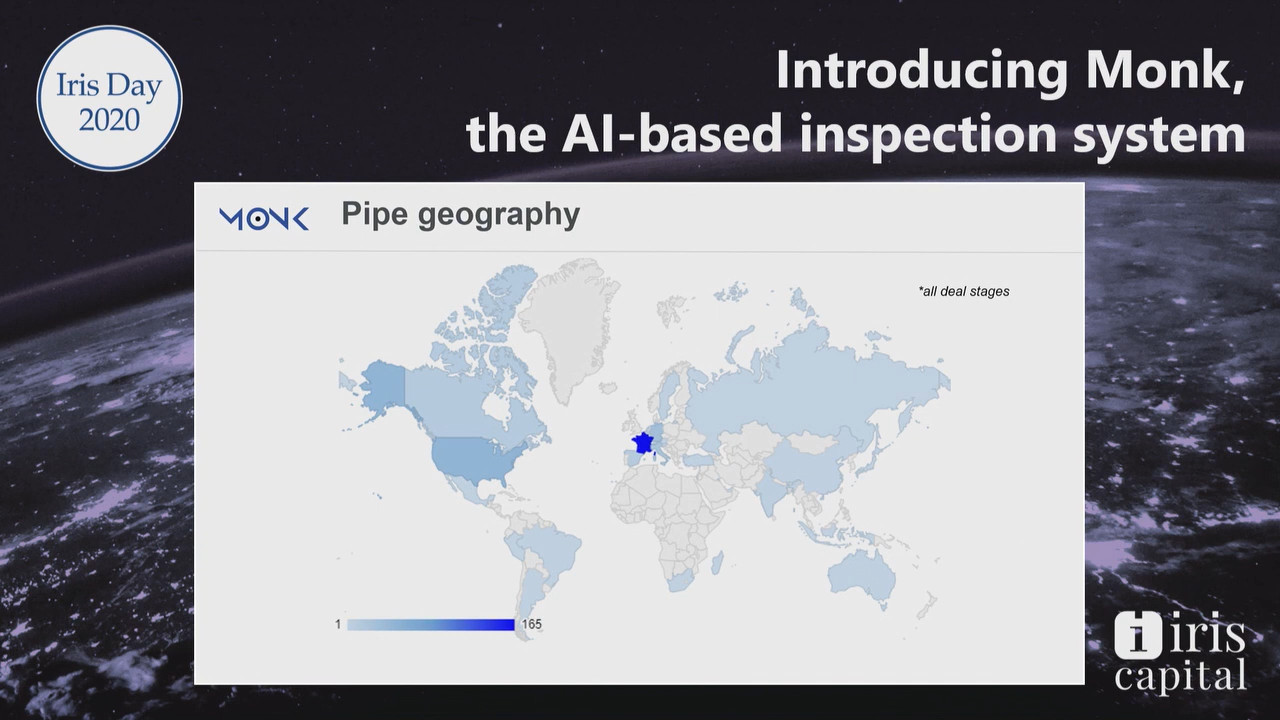 Iris Day
2020
Introducing Monk,
the AI-based inspection system
MONK
Pipe geography
*all deal stages
1
165
iris
capital